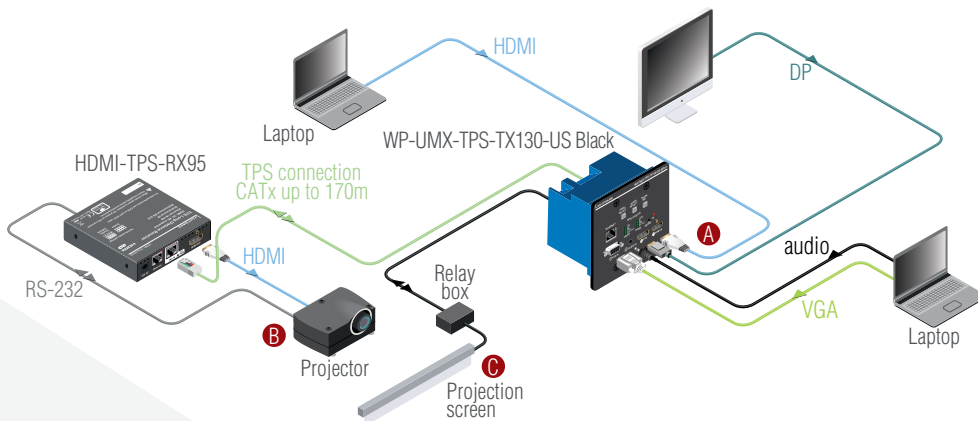 HDMI
DP
Laptop
WP-UMX-TPS-TX130-US Black
HDMI-TPS-RX95
TPS connection
CATx up to 170m
A
audio
HDMI
Relay
box
RS-232
VGA
B
Laptop
Projector
C
Projection
screen